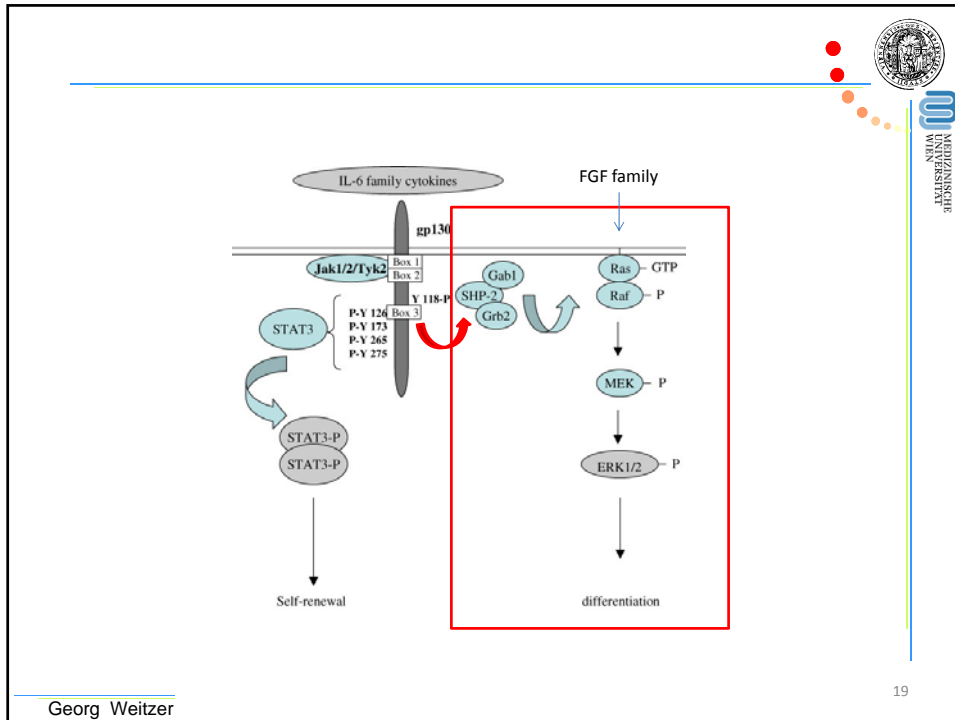 MEDIZINISCHE
UNIVERSITÄT
WIEN
IL-6 family cytokines
FGF family
gp130
Jak1/2/Tyk2
Box 1
Box 2
Box 3
Y 118-P
P-Y 126
P-Y 173
P-Y 265
P-Y 275
STAT3
SHP-2
Gab1
Grb2
Ras
GTP
Raf
P
MEK
P
STAT3-P
STAT3-P
ERK1/2
P
Self-renewal
differentiation
Georg Weitzer
19